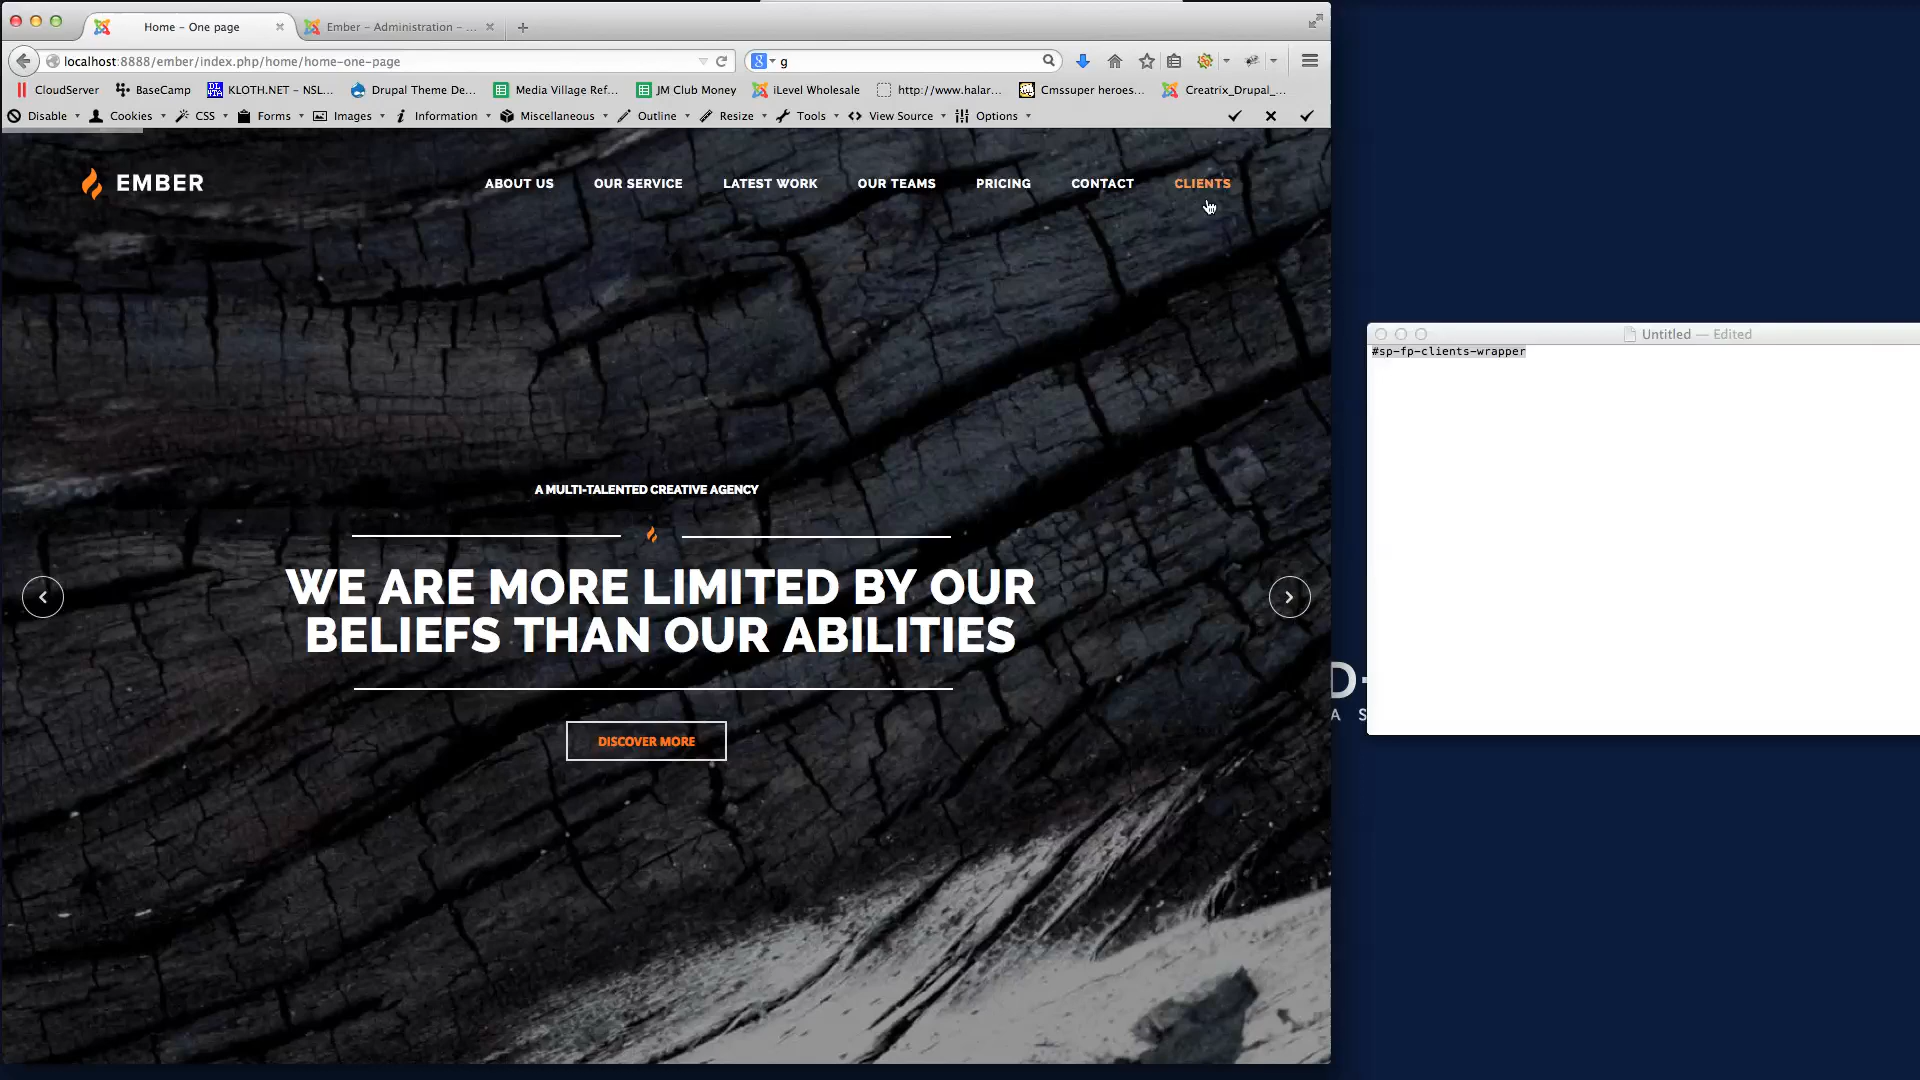 Home – One page
Ember – Administration – ...
localhost:8888/ember/index.php/home/home-one-page
g
CloudServer
BaseCamp
KLOTH.NET – NSL...
Drupal Theme De...
Media Village Ref...
JM Club Money
iLevel Wholesale
http://www.halar...
Cmssuper heroes...
Creatrix_Drupal_...
Disable
Cookies
CSS
Forms
Images
Information
Miscellaneous
Outline
Resize
Tools
View Source
Options
EMBER
ABOUT US
OUR SERVICE
LATEST WORK
OUR TEAMS
PRICING
CONTACT
CLIENTS
A MULTI-TALENTED CREATIVE AGENCY
WE ARE MORE LIMITED BY OUR
BELIEFS THAN OUR ABILITIES
DISCOVER MORE
Untitled — Edited
#sp-fp-clients-wrapper